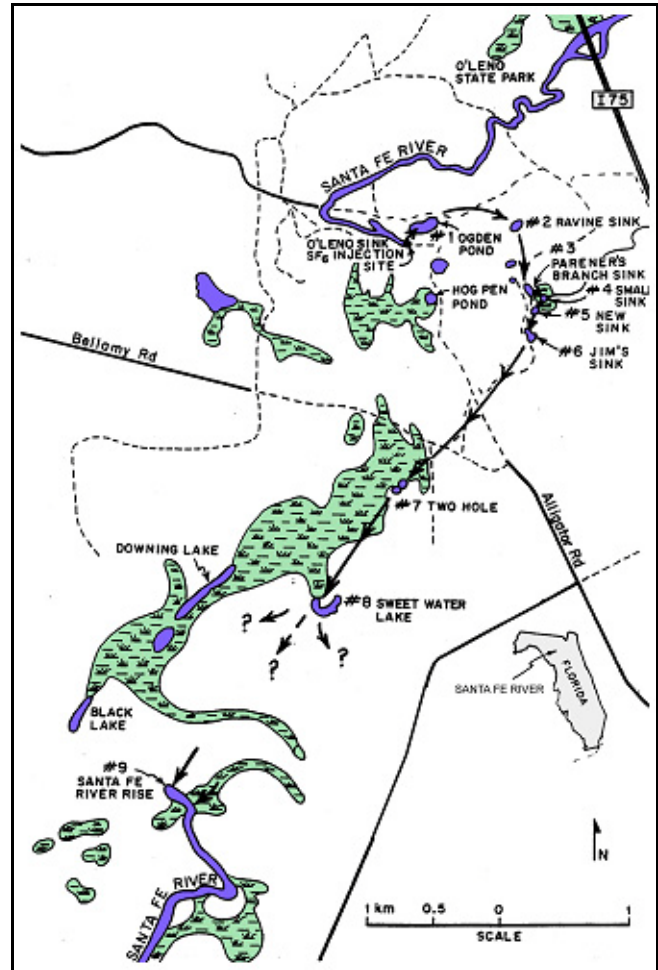 O'LENO
STATE PARK
I75
SANTA FE RIVER
#2 RAVINE SINK
#1 OGDEN
POND
O'LENO SINK
SF6 INJECTION
SITE
#3
PARENER'S
BRANCH SINK
#4 SMALL
SINK
HOG PEN
POND
#5 NEW
SINK
#6 JIM'S
SINK
Bellamy Rd
#7 TWO HOLE
Alligator Rd
DOWNING LAKE
#8 SWEET WATER
LAKE
?
?
?
FLORIDA
SANTA FE RIVER
BLACK
LAKE
#9
SANTA FE
RIVER RISE
N
SANTA FE RIVER
1 km 0.5 0 1
SCALE